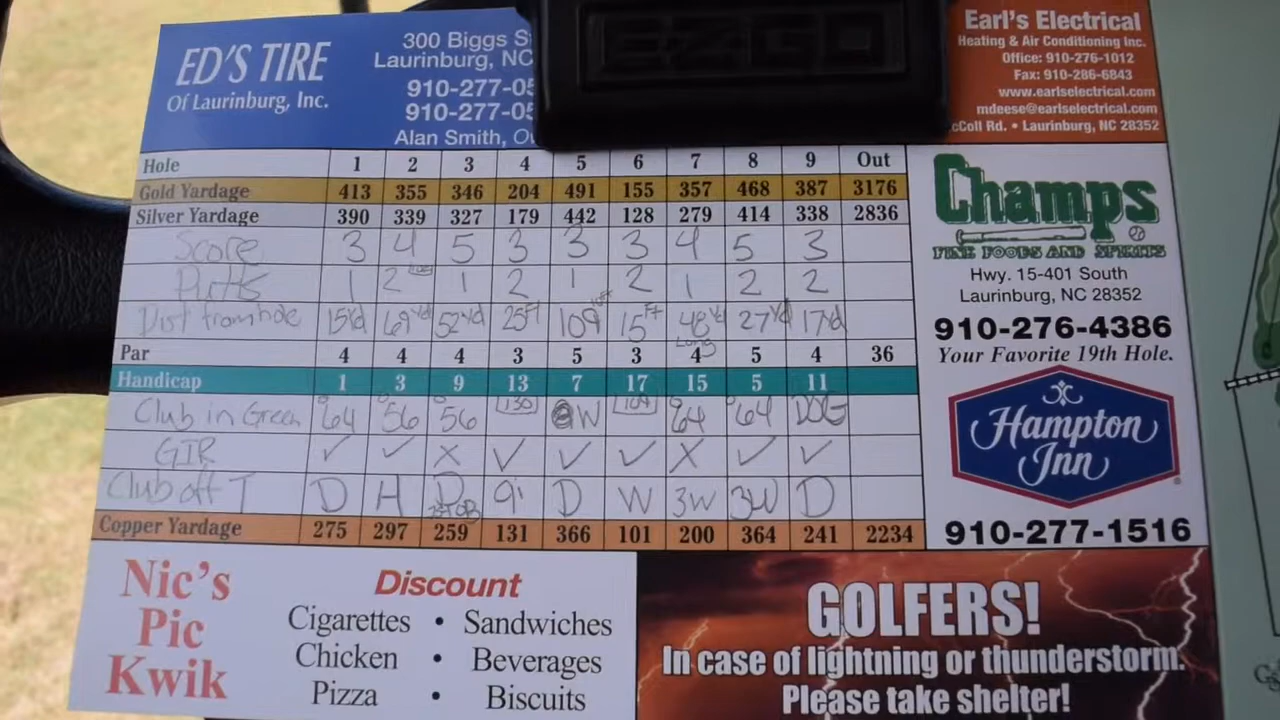 ED'S TIRE
Of Laurinburg, Inc.
300 Biggs S
Laurinburg, NC
910-277-05
910-277-05
Alan Smith, O
E-Z-GO
Earl's Electrical
Heating & Air Conditioning Inc.
Office: 910-276-1012
Fax: 910-286-6843
www.earlselectrical.com
mdeese@earlselectrical.com
cColl Rd. • Laurinburg, NC 28352
Hole 1 2 3 4 5 6 7 8 9 Out
Gold Yardage 413 355 346 204 491 155 357 468 387 3176
Silver Yardage 390 339 327 179 442 128 279 414 338 2836
Score 3 4 5 3 3 3 4 5 3
Putts 1 2 1 2 1 2 1 2 2
Dist from hole 15Yd 69Yd 52Yd 25FT 109 15FT 48Yd 27Yd 17Yd
Long
Par 4 4 4 3 5 3 4 5 4 36
Handicap 1 3 9 13 7 17 15 5 11
Club in Green 64° 56° 56° 130 W 109 64° 64° DOG
GIR ✓ ✓ X ✓ ✓ ✓ X ✓ ✓
Club off T D H D 9i D W 3W 3W D
1st OB
Copper Yardage 275 297 259 131 366 101 200 364 241 2234
Champs
FINE FOODS AND SPIRITS
Hwy. 15-401 South
Laurinburg, NC 28352
910-276-4386
Your Favorite 19th Hole.
Hampton
Inn
910-277-1516
Nic's
Pic
Kwik
Discount
Cigarettes • Sandwiches
Chicken • Beverages
Pizza • Biscuits
GOLFERS!
In case of lightning or thunderstorm.
Please take shelter!